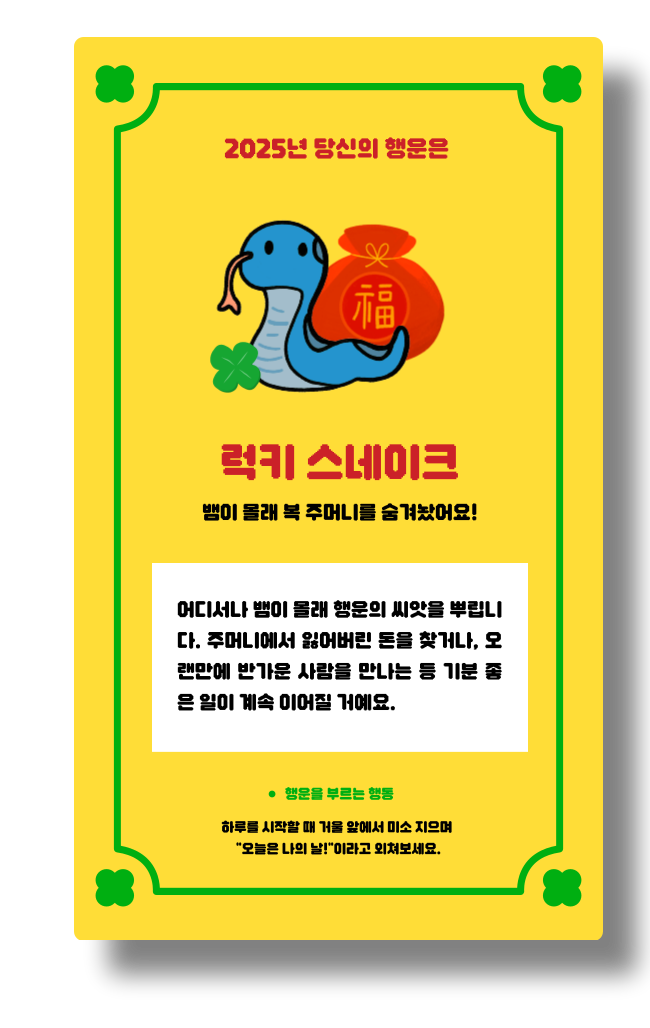 2025년 당신의 행운은
福
럭키 스네이크
뱀이 몰래 복 주머니를 숨겨놨어요!
어디서나 뱀이 몰래 행운의 씨앗을 뿌립니
다. 주머니에서 잃어버린 돈을 찾거나, 오
랜만에 반가운 사람을 만나는 등 기분 좋
은 일이 계속 이어질 거예요.
• 행운을 부르는 행동
하루를 시작할 때 거울 앞에서 미소 지으며
"오늘은 나의 날!"이라고 외쳐보세요.